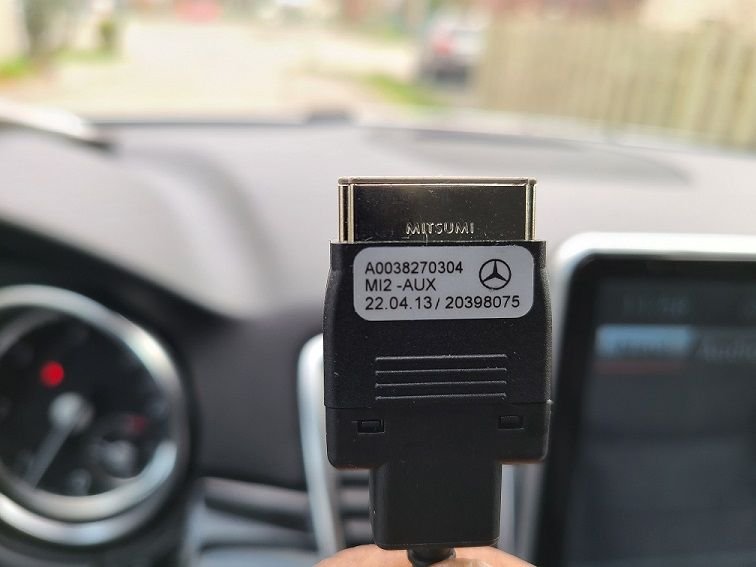 MITSUMI
A0038270304
MI2 -AUX
22.04.13 / 20398075